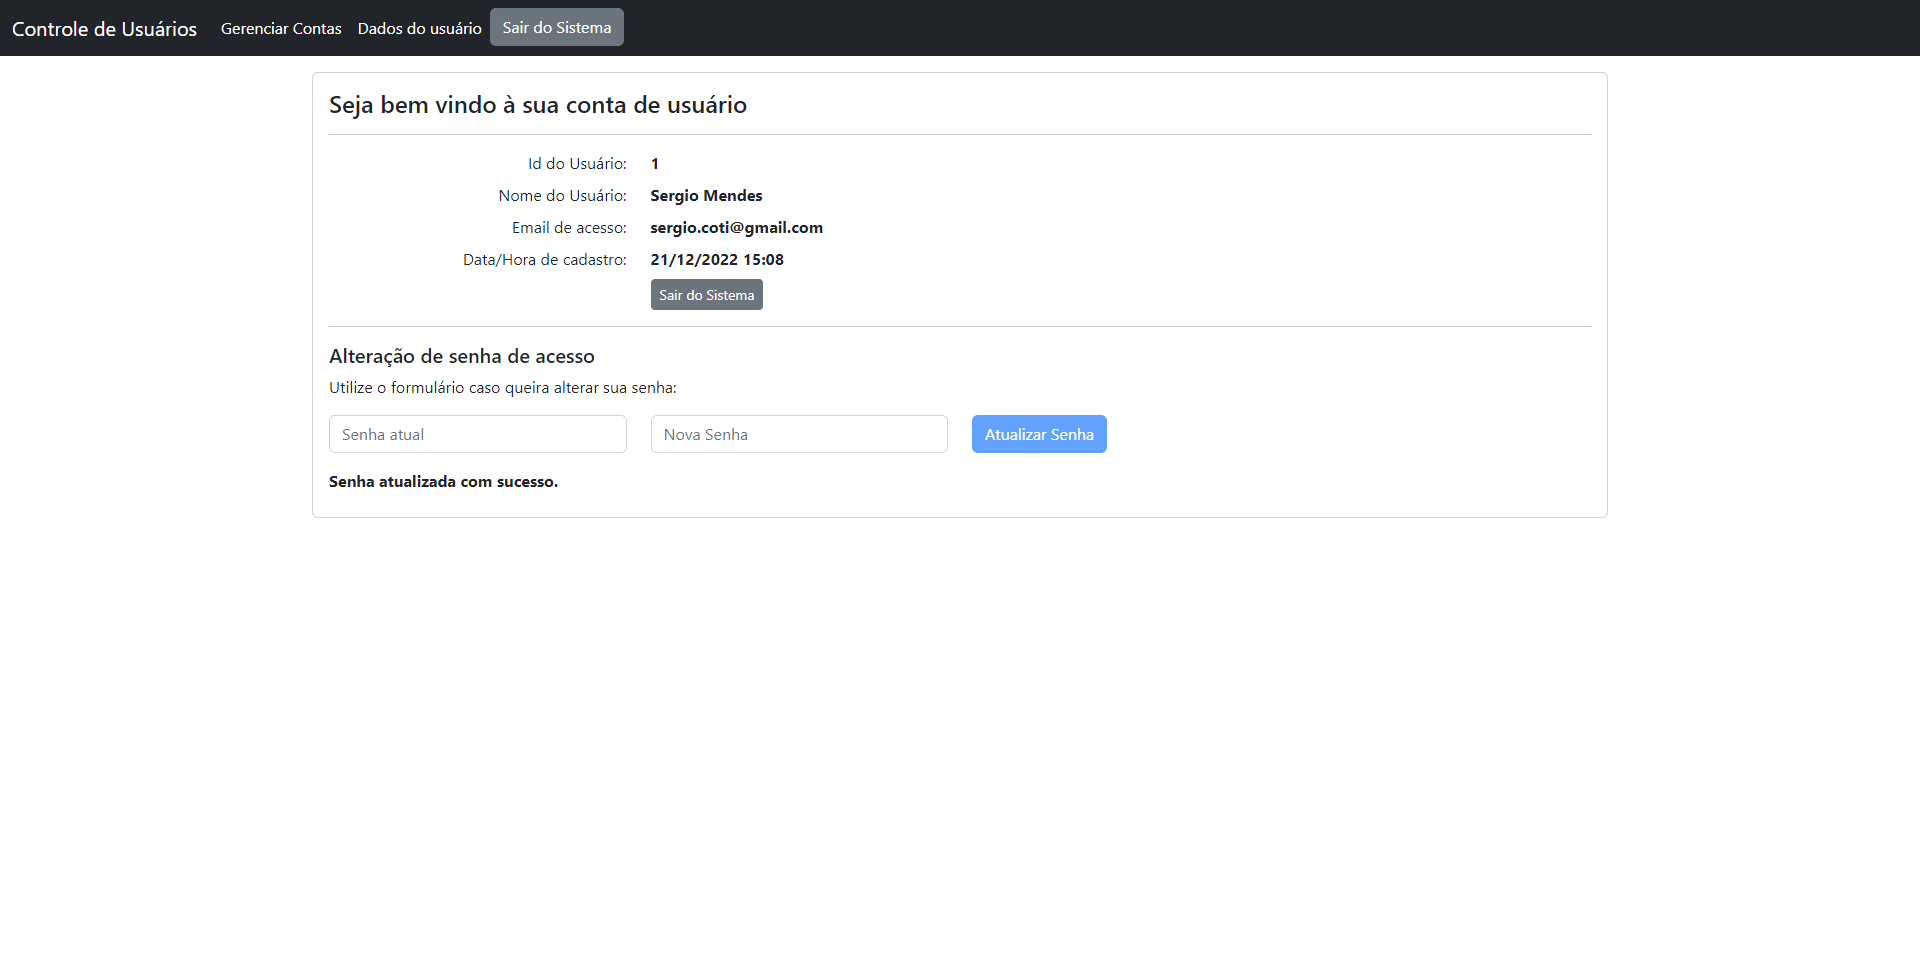 Controle de Usuários Gerenciar Contas Dados do usuário Sair do Sistema
Seja bem vindo à sua conta de usuário
Id do Usuário: 1
Nome do Usuário: Sergio Mendes
Email de acesso: sergio.coti@gmail.com
Data/Hora de cadastro: 21/12/2022 15:08
Sair do Sistema
Alteração de senha de acesso
Utilize o formulário caso queira alterar sua senha:
Senha atual Nova Senha Atualizar Senha
Senha atualizada com sucesso.